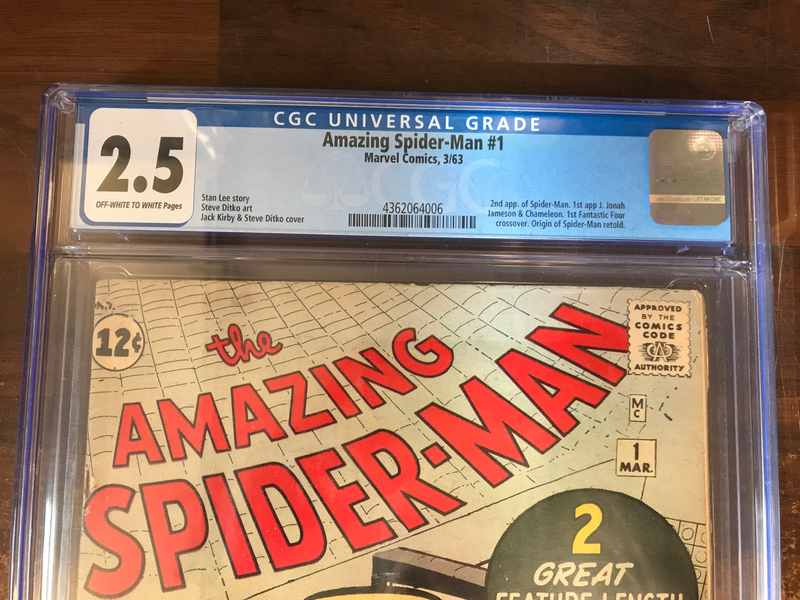 CGC UNIVERSAL GRADE
2.5
OFF-WHITE TO WHITE Pages
Amazing Spider-Man #1
Marvel Comics, 3/63
Stan Lee story
Steve Ditko art
Jack Kirby & Steve Ditko cover
4362064006
2nd app. of Spider-Man. 1st app J. Jonah
Jameson & Chameleon. 1st Fantastic Four
crossover. Origin of Spider-Man retold.
12¢
the
AMAZING
SPIDER-MAN
APPROVED
BY THE
COMICS
CODE
AUTHORITY
M
C
1
MAR.
2
GREAT
FEATURE-LENGTH